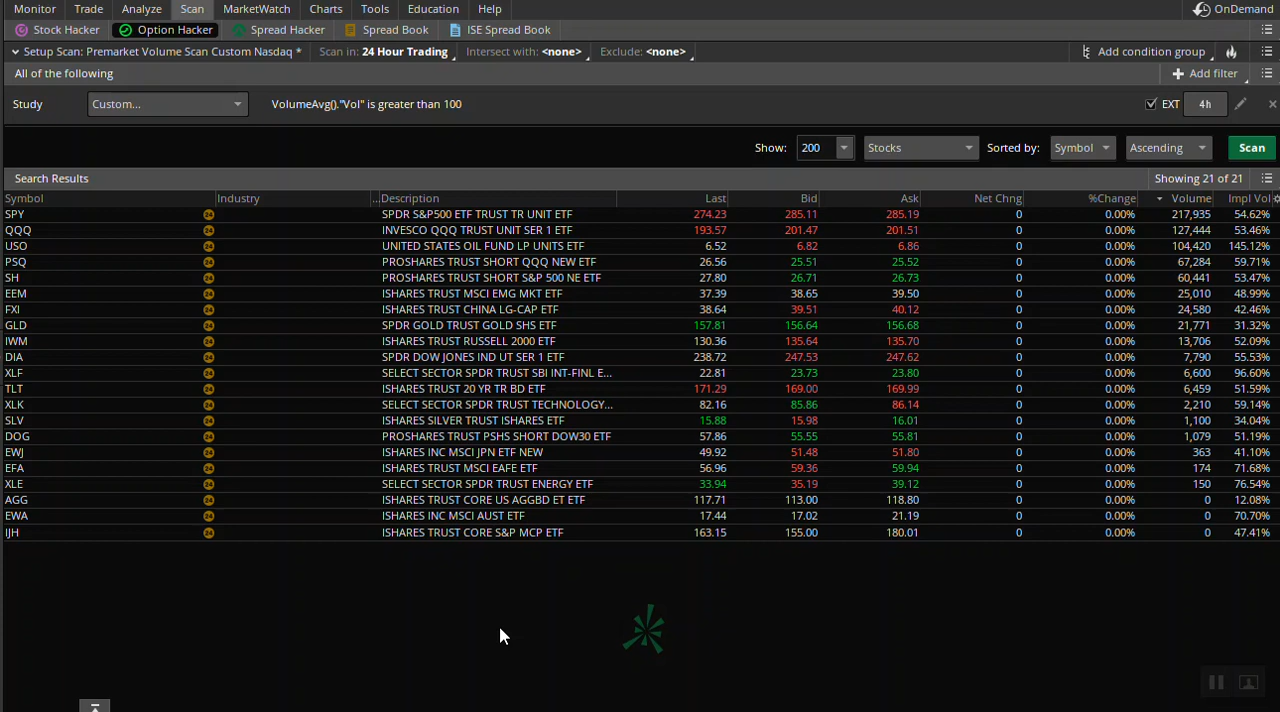 Monitor Trade Analyze Scan MarketWatch Charts Tools Education Help OnDemand
Stock Hacker Option Hacker Spread Hacker Spread Book ISE Spread Book
Setup Scan: Premarket Volume Scan Custom Nasdaq * Scan in: 24 Hour Trading Intersect with: <none> Exclude: <none> Add condition group
All of the following Add filter
Study Custom... VolumeAvg()."Vol" is greater than 100 EXT 4h
Show: 200 Stocks Sorted by: Symbol Ascending Scan
Search Results Showing 21 of 21
Symbol Industry ... Description Last Bid Ask Net Chng %Change Volume Impl Vol
SPY 24 SPDR S&P500 ETF TRUST TR UNIT ETF 274.23 285.11 285.19 0 0.00% 217,935 54.62%
QQQ 24 INVESCO QQQ TRUST UNIT SER 1 ETF 193.57 201.47 201.51 0 0.00% 127,444 53.46%
USO 24 UNITED STATES OIL FUND LP UNITS ETF 6.52 6.82 6.86 0 0.00% 104,420 145.12%
PSQ 24 PROSHARES TRUST SHORT QQQ NEW ETF 26.56 25.51 25.52 0 0.00% 67,284 59.71%
SH 24 PROSHARES TRUST SHORT S&P 500 NE ETF 27.80 26.71 26.73 0 0.00% 60,441 53.47%
EEM 24 ISHARES TRUST MSCI EMG MKT ETF 37.39 38.65 39.50 0 0.00% 25,010 48.99%
FXI 24 ISHARES TRUST CHINA LG-CAP ETF 38.64 39.51 40.12 0 0.00% 24,580 42.46%
GLD 24 SPDR GOLD TRUST GOLD SHS ETF 157.81 156.64 156.68 0 0.00% 21,771 31.32%
IWM 24 ISHARES TRUST RUSSELL 2000 ETF 130.36 135.64 135.70 0 0.00% 13,706 52.09%
DIA 24 SPDR DOW JONES IND UT SER 1 ETF 238.72 247.53 247.62 0 0.00% 7,790 55.53%
XLF 24 SELECT SECTOR SPDR TRUST SBI INT-FINL E... 22.81 23.73 23.80 0 0.00% 6,600 96.60%
TLT 24 ISHARES TRUST 20 YR TR BD ETF 171.29 169.00 169.99 0 0.00% 6,459 51.59%
XLK 24 SELECT SECTOR SPDR TRUST TECHNOLOGY... 82.16 85.86 86.14 0 0.00% 2,210 59.14%
SLV 24 ISHARES SILVER TRUST ISHARES ETF 15.88 15.98 16.01 0 0.00% 1,100 34.04%
DOG 24 PROSHARES TRUST PSHS SHORT DOW30 ETF 57.86 55.55 55.81 0 0.00% 1,079 51.19%
EWJ 24 ISHARES INC MSCI JPN ETF NEW 49.92 51.48 51.80 0 0.00% 363 41.10%
EFA 24 ISHARES TRUST MSCI EAFE ETF 56.96 59.36 59.94 0 0.00% 174 71.68%
XLE 24 SELECT SECTOR SPDR TRUST ENERGY ETF 33.94 35.19 39.12 0 0.00% 150 76.54%
AGG 24 ISHARES TRUST CORE US AGGBD ET ETF 117.71 113.00 118.80 0 0.00% 0 12.08%
EWA 24 ISHARES INC MSCI AUST ETF 17.44 17.02 21.19 0 0.00% 0 70.70%
IJH 24 ISHARES TRUST CORE S&P MCP ETF 163.15 155.00 180.01 0 0.00% 0 47.41%